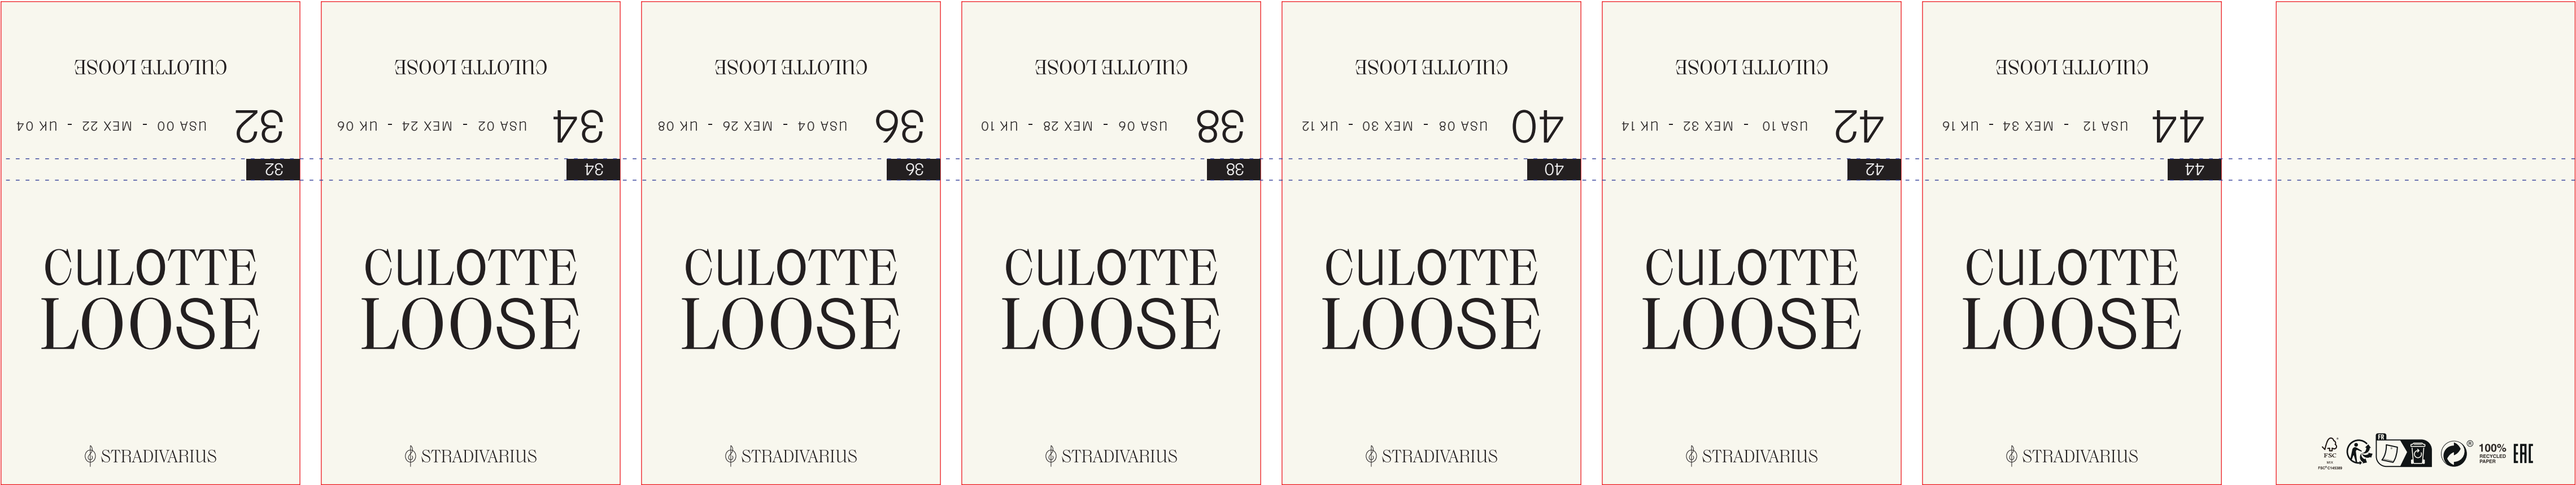 CULOTTE LOOSE
32
USA 00 - MEX 22 - UK 04
32
CULOTTE
LOOSE
STRADIVARIUS
CULOTTE LOOSE
34
USA 02 - MEX 24 - UK 06
34
CULOTTE
LOOSE
STRADIVARIUS
CULOTTE LOOSE
36
USA 04 - MEX 26 - UK 08
36
CULOTTE
LOOSE
STRADIVARIUS
CULOTTE LOOSE
38
USA 06 - MEX 28 - UK 10
38
CULOTTE
LOOSE
STRADIVARIUS
CULOTTE LOOSE
40
USA 08 - MEX 30 - UK 12
40
CULOTTE
LOOSE
STRADIVARIUS
CULOTTE LOOSE
42
USA 10 - MEX 32 - UK 14
42
CULOTTE
LOOSE
STRADIVARIUS
CULOTTE LOOSE
44
USA 12 - MEX 34 - UK 16
44
CULOTTE
LOOSE
STRADIVARIUS
FSC
FR
®
100%
RECYCLED
PAPER
EAC